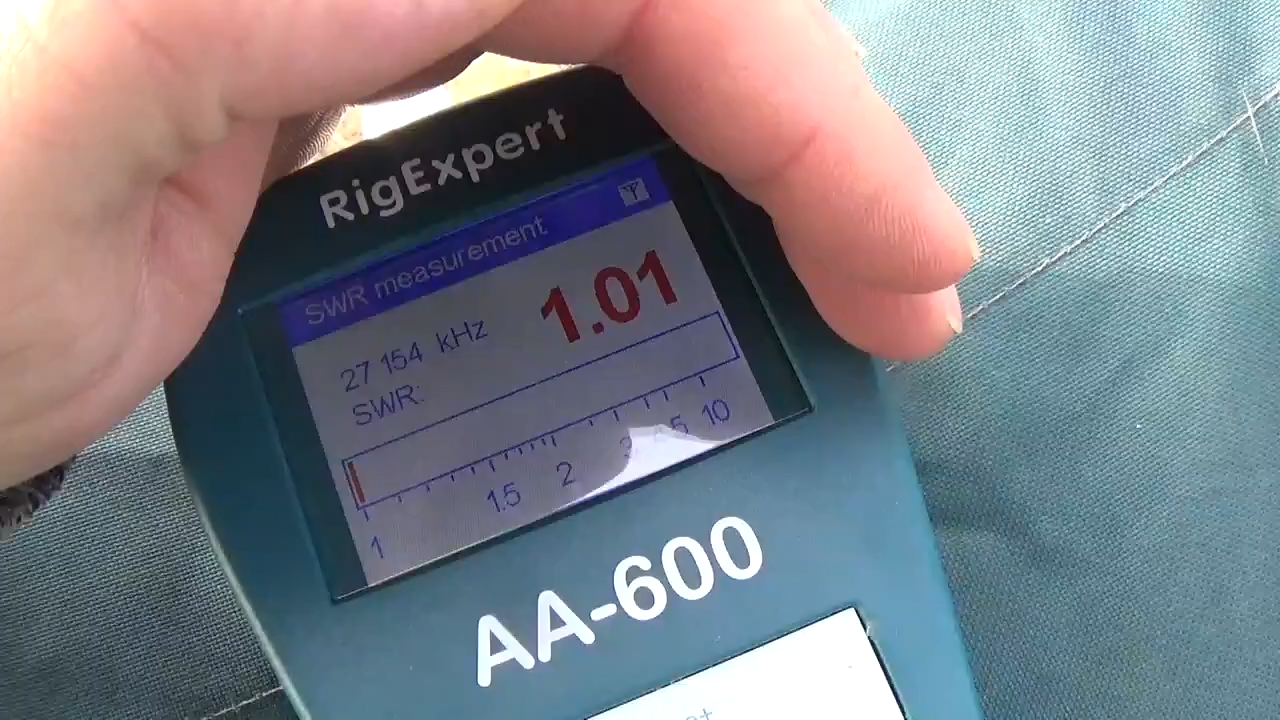 RigExpert
SWR measurement
27 154 kHz
1.01
SWR:
1 1.5 2 3 5 10
AA-600